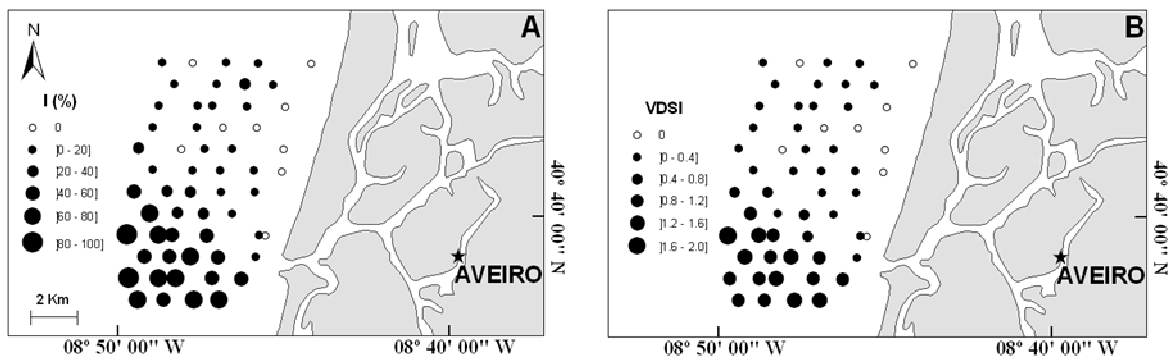 A
N
I (%)
0
]0 - 20]
]20 - 40]
]40 - 60]
]60 - 80]
]80 - 100]
2 Km
AVEIRO
40° 40' 00" N
08° 50' 00" W
08° 40' 00" W
B
VDSI
0
]0 - 0.4]
]0.4 - 0.8]
]0.8 - 1.2]
]1.2 - 1.6]
]1.6 - 2.0]
AVEIRO
40° 40' 00" N
08° 50' 00" W
08° 40' 00" W